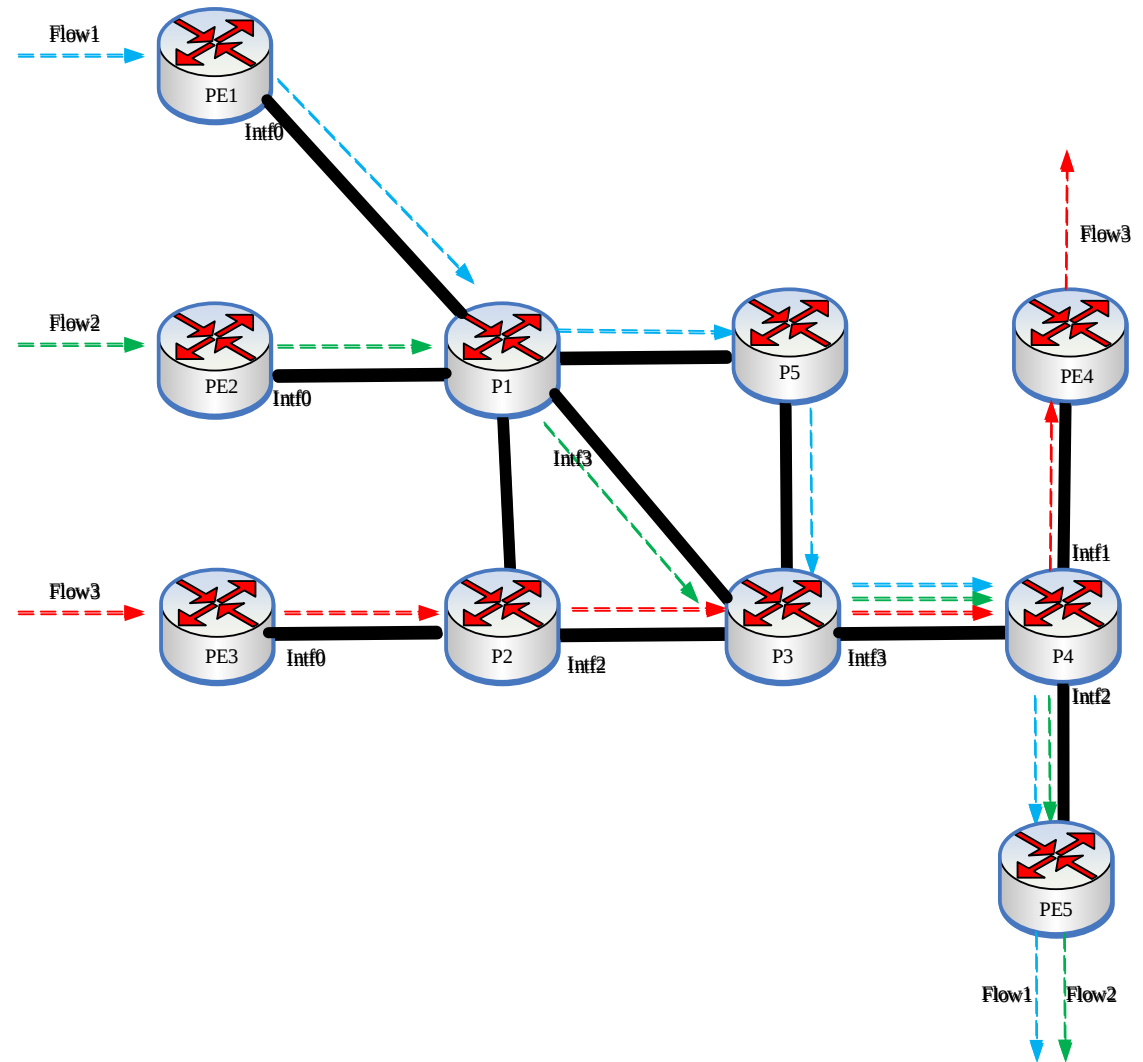 Flow1
PE1
Intf0
Flow3
Flow2
PE2
Intf0
P1
P5
PE4
Intf3
Intf1
Flow3
PE3
Intf0
P2
Intf2
P3
Intf3
P4
Intf2
PE5
Flow1
Flow2